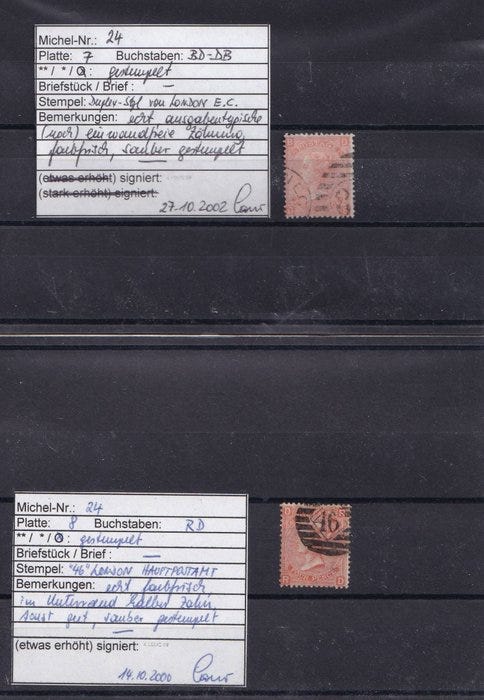 Michel-Nr.: 24
Platte: 7 Buchstaben: BD-DB
** / * / O : gestempelt
Briefstück / Brief : —
Stempel: Duplex-Stpl von London E.C.
Bemerkungen: echt ausgabentypische
(noch) einwandfreie Zähnung,
farbfrisch, sauber gestempelt
(etwas erhöht) signiert:
(stark erhöht) signiert:
27.10.2002
Michel-Nr.: 24
Platte: 8 Buchstaben: RD
** / * / O : gestempelt
Briefstück / Brief : —
Stempel: "46" LONDON HAUPTPOSTAMT
Bemerkungen: echt farbfrisch
im Unterrand halber Zahn,
sonst gut, sauber gestempelt
(etwas erhöht) signiert:
14.10.2000
46